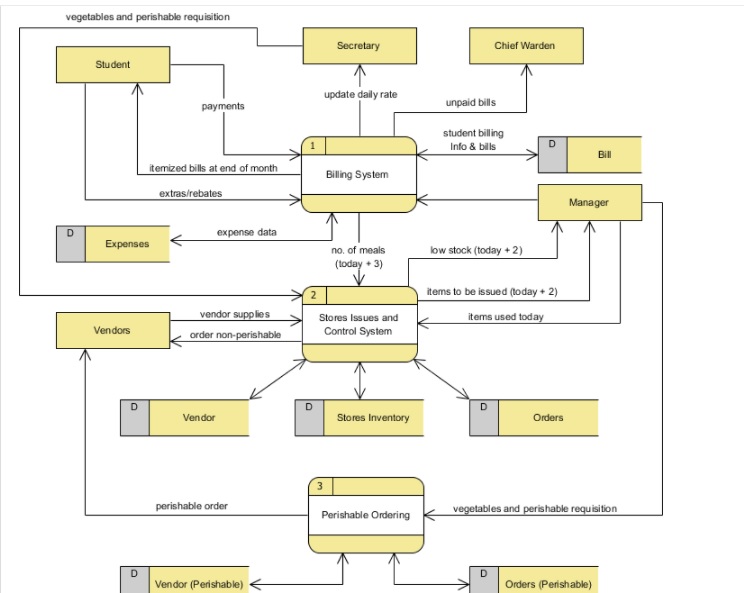 vegetables and perishable requisition
Secretary
Chief Warden
Student
update daily rate
payments
unpaid bills
student billing
Info & bills
1
D
Bill
itemized bills at end of month
Billing System
extras/rebates
Manager
D
Expenses
expense data
no. of meals
(today + 3)
low stock (today + 2)
2
items to be issued (today + 2)
vendor supplies
Stores Issues and
Control System
items used today
Vendors
order non-perishable
D
Vendor
D
Stores Inventory
D
Orders
3
perishable order
Perishable Ordering
vegetables and perishable requisition
D
Vendor (Perishable)
D
Orders (Perishable)